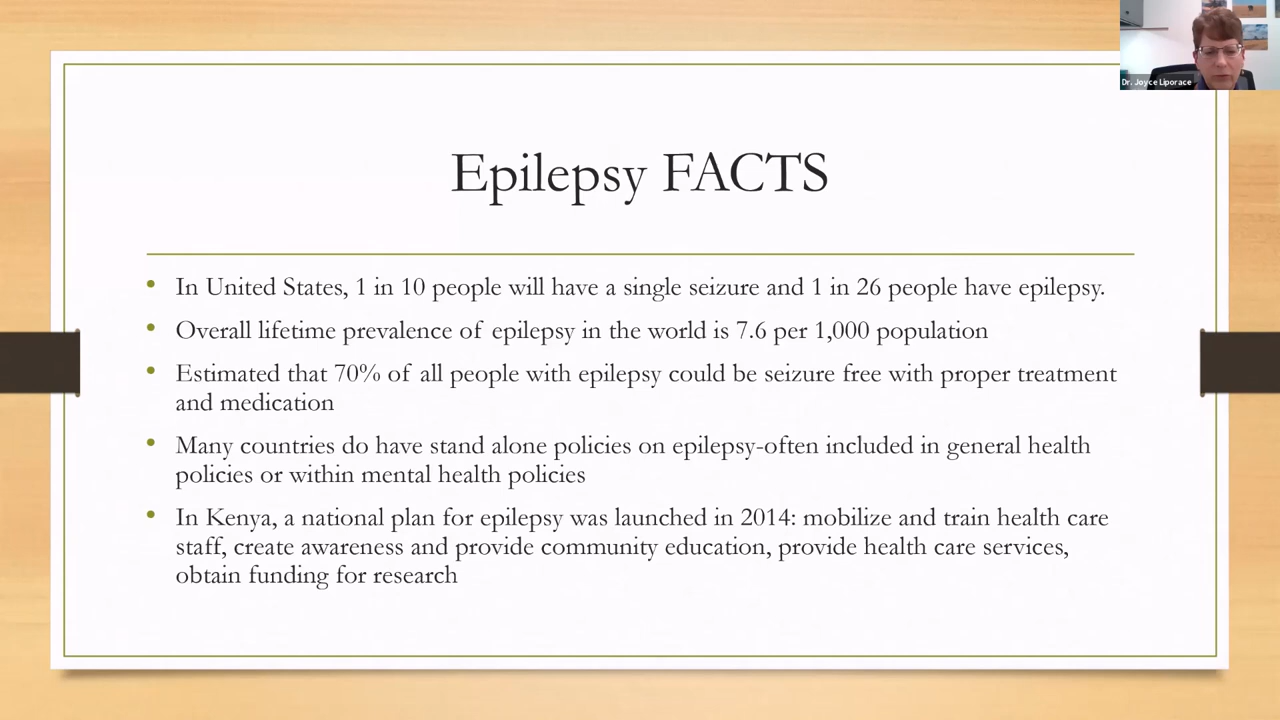 Dr. Joyce Liporace
Epilepsy FACTS
• In United States, 1 in 10 people will have a single seizure and 1 in 26 people have epilepsy.
• Overall lifetime prevalence of epilepsy in the world is 7.6 per 1,000 population
• Estimated that 70% of all people with epilepsy could be seizure free with proper treatment
and medication
• Many countries do have stand alone policies on epilepsy-often included in general health
policies or within mental health policies
• In Kenya, a national plan for epilepsy was launched in 2014: mobilize and train health care
staff, create awareness and provide community education, provide health care services,
obtain funding for research